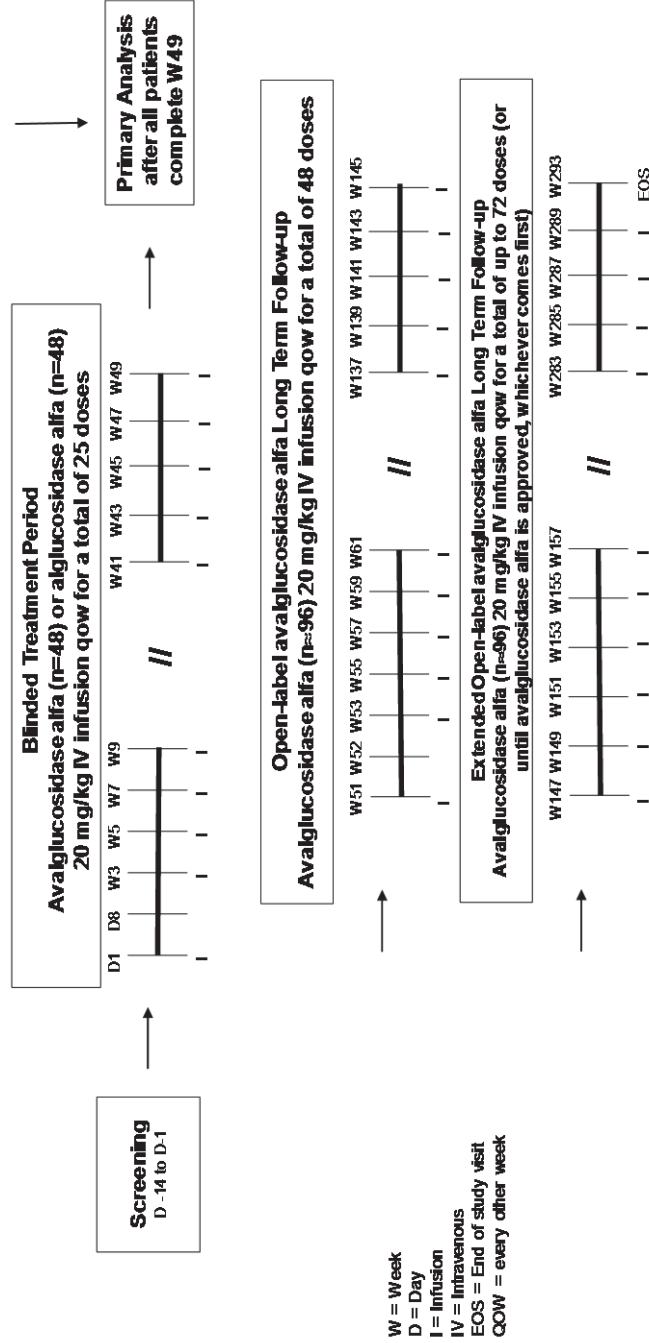 Screening
D -14 to D-1
Blinded Treatment Period
Avalglucosidase alfa (n=48) or alglucosidase alfa (n=48)
20 mg/kg IV infusion qow for a total of 25 doses
D1 D8 W3 W5 W7 W9 // W41 W43 W45 W47 W49
I I I I I I I I I I
Primary Analysis
after all patients
complete W49
Open-label avalglucosidase alfa Long Term Follow-up
Avalglucosidase alfa (n≈96) 20 mg/kg IV infusion qow for a total of 48 doses
W51 W52 W53 W55 W57 W59 W61 // W137 W139 W141 W143 W145
I I I I I I I I I I I
Extended Open-label avalglucosidase alfa Long Term Follow-up
Avalglucosidase alfa (n≈96) 20 mg/kg IV infusion qow for a total of up to 72 doses (or
until avalglucosidase alfa is approved, whichever comes first)
W147 W149 W151 W153 W155 W157 // W283 W285 W287 W289 W293
I I I I I I I I I I EOS
W = Week
D = Day
I = Infusion
IV = Intravenous
EOS = End of study visit
QOW = every other week